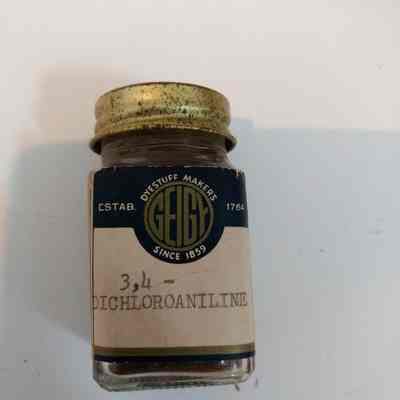 DYESTUFF MAKERS
ESTAB. GEIGY 1764
SINCE 1859
3,4 -
DICHLOROANILINE